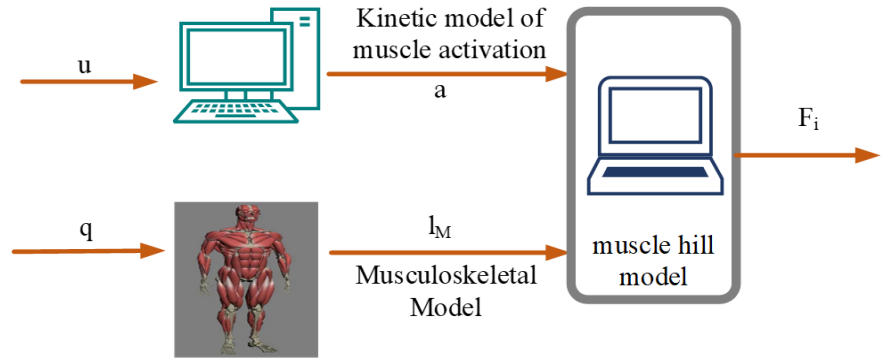 u
Kinetic model of
muscle activation
a
F_i
q
l_M
Musculoskeletal
Model
muscle hill
model